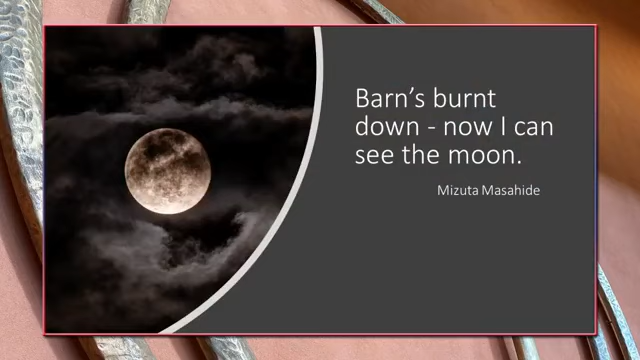 Barn’s burnt
down - now I can
see the moon.
Mizuta Masahide